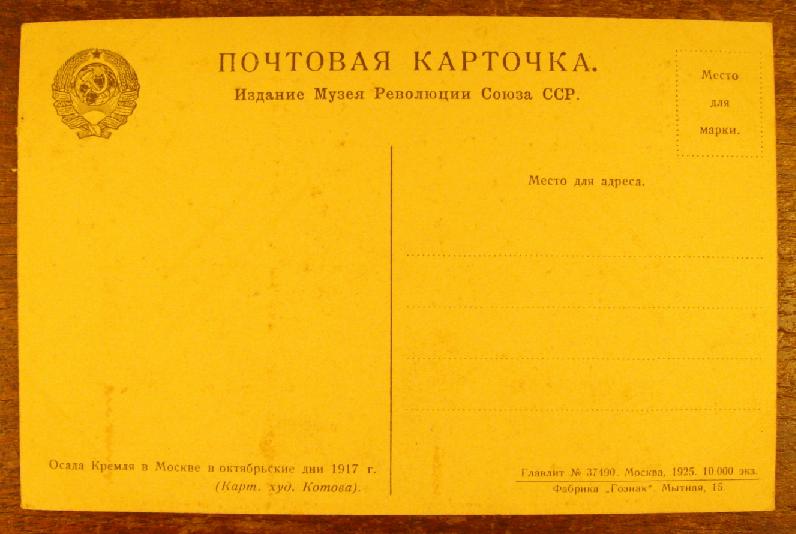 ПОЧТОВАЯ КАРТОЧКА.
Издание Музея Революции Союза ССР.
Место
для
марки.
Место для адреса.
Осада Кремля в Москве в октябрьские дни 1917 г.
(Карт. худ. Котова).
Главлит № 37490. Москва, 1925. 10 000 экз.
Фабрика „Гознак“. Мытная, 15.